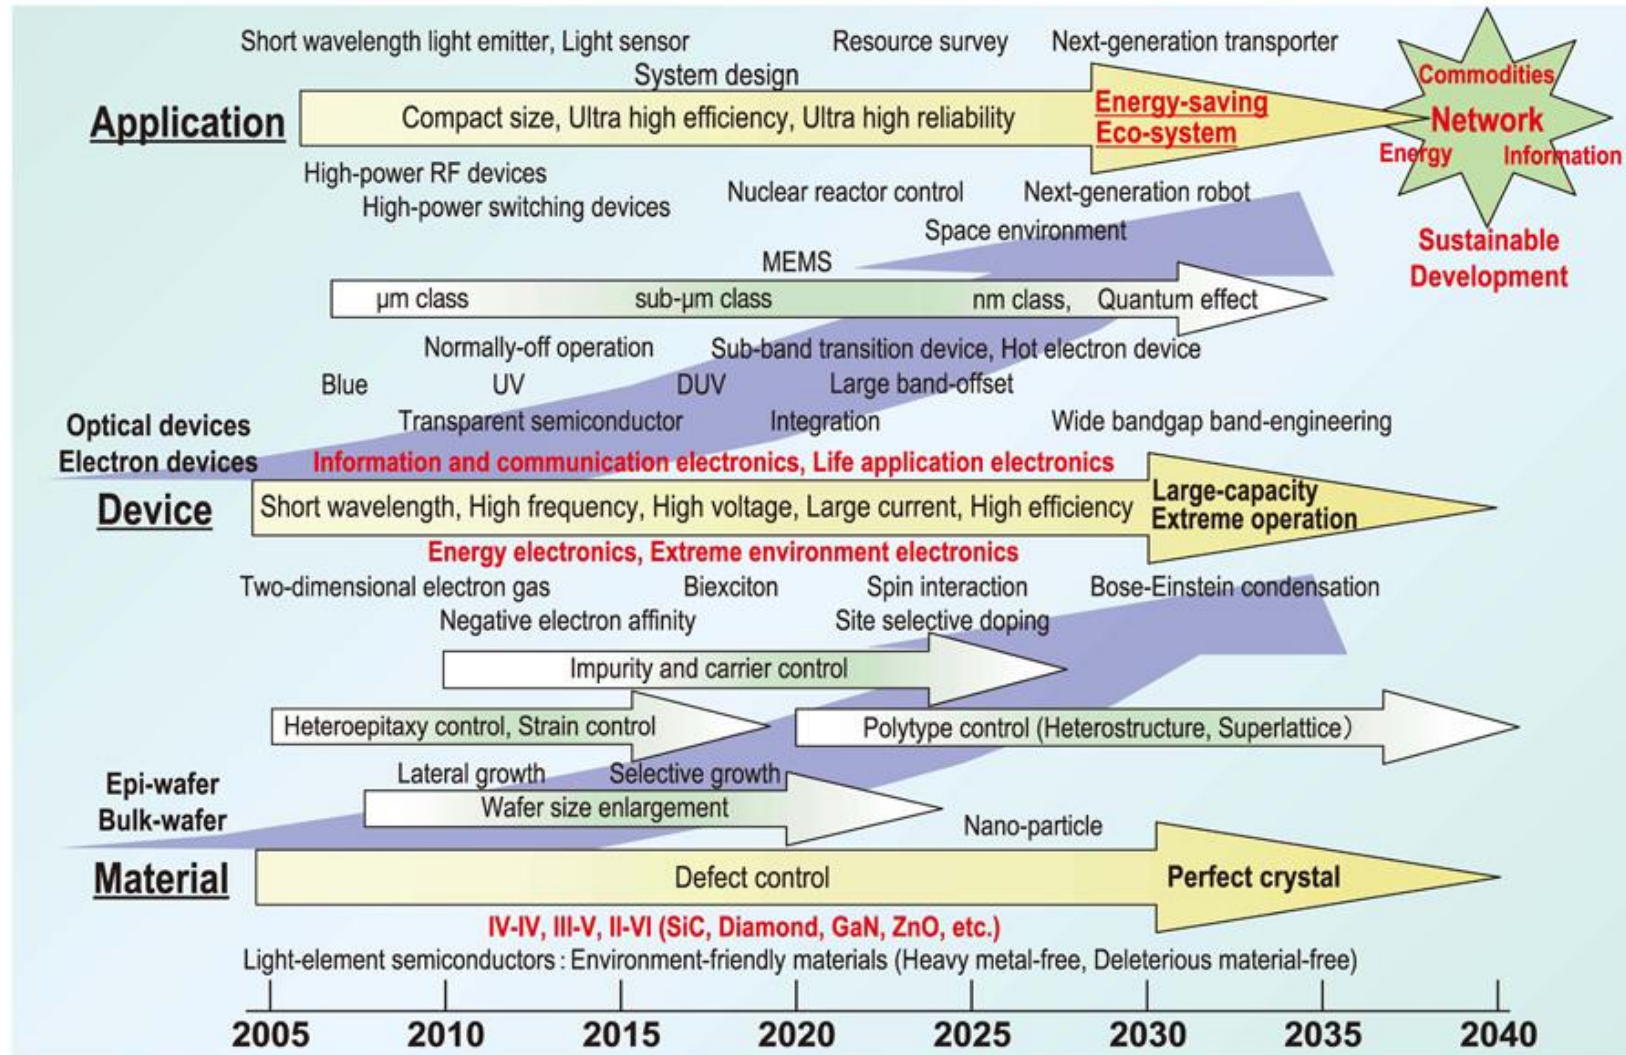 Short wavelength light emitter, Light sensor
Resource survey
Next-generation transporter
System design
Application
Compact size, Ultra high efficiency, Ultra high reliability
Energy-saving
Eco-system
Commodities
Network
Energy
Information
Sustainable
Development
High-power RF devices
High-power switching devices
Nuclear reactor control
Next-generation robot
Space environment
MEMS
µm class
sub-µm class
nm class,
Quantum effect
Normally-off operation
Sub-band transition device, Hot electron device
Blue
UV
DUV
Large band-offset
Transparent semiconductor
Integration
Wide bandgap band-engineering
Optical devices
Electron devices
Information and communication electronics, Life application electronics
Device
Short wavelength, High frequency, High voltage, Large current, High efficiency
Large-capacity
Extreme operation
Energy electronics, Extreme environment electronics
Two-dimensional electron gas
Biexciton
Spin interaction
Bose-Einstein condensation
Negative electron affinity
Site selective doping
Impurity and carrier control
Heteroepitaxy control, Strain control
Polytype control (Heterostructure, Superlattice)
Lateral growth
Selective growth
Epi-wafer
Bulk-wafer
Wafer size enlargement
Nano-particle
Material
Defect control
Perfect crystal
IV-IV, III-V, II-VI (SiC, Diamond, GaN, ZnO, etc.)
Light-element semiconductors : Environment-friendly materials (Heavy metal-free, Deleterious material-free)
2005 2010 2015 2020 2025 2030 2035 2040